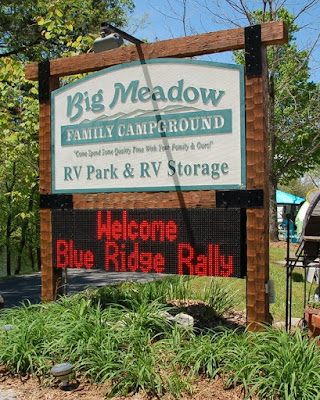 Big Meadow
FAMILY CAMPGROUND
"Come Spend Some Quality Time With Your Family & Ours!"
RV Park & RV Storage
Welcome
Blue Ridge Rally